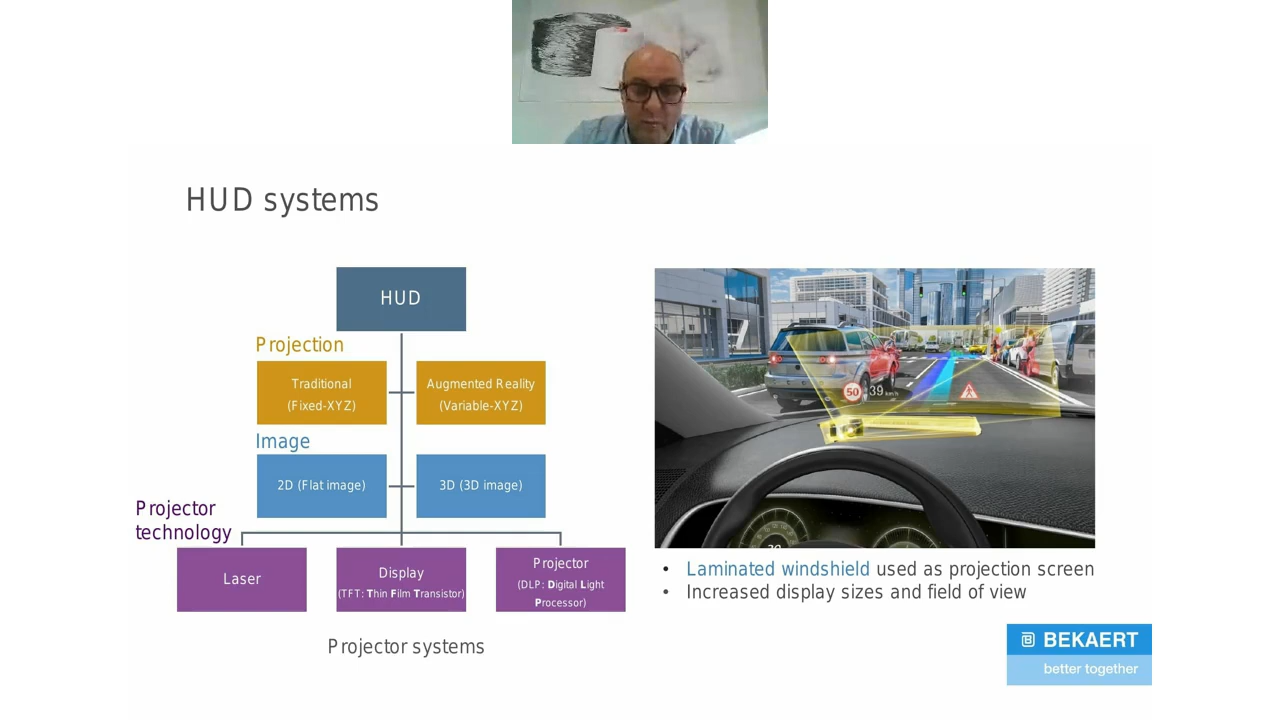 HUD systems
HUD
Projection
Traditional
(Fixed-XYZ)
Augmented Reality
(Variable-XYZ)
Image
2D (Flat image)
3D (3D image)
Projector
technology
Laser
Display
(TFT: Thin Film Transistor)
Projector
(DLP: Digital Light
Processor)
Projector systems
50 39 km/h
• Laminated windshield used as projection screen
• Increased display sizes and field of view
BEKAERT
better together